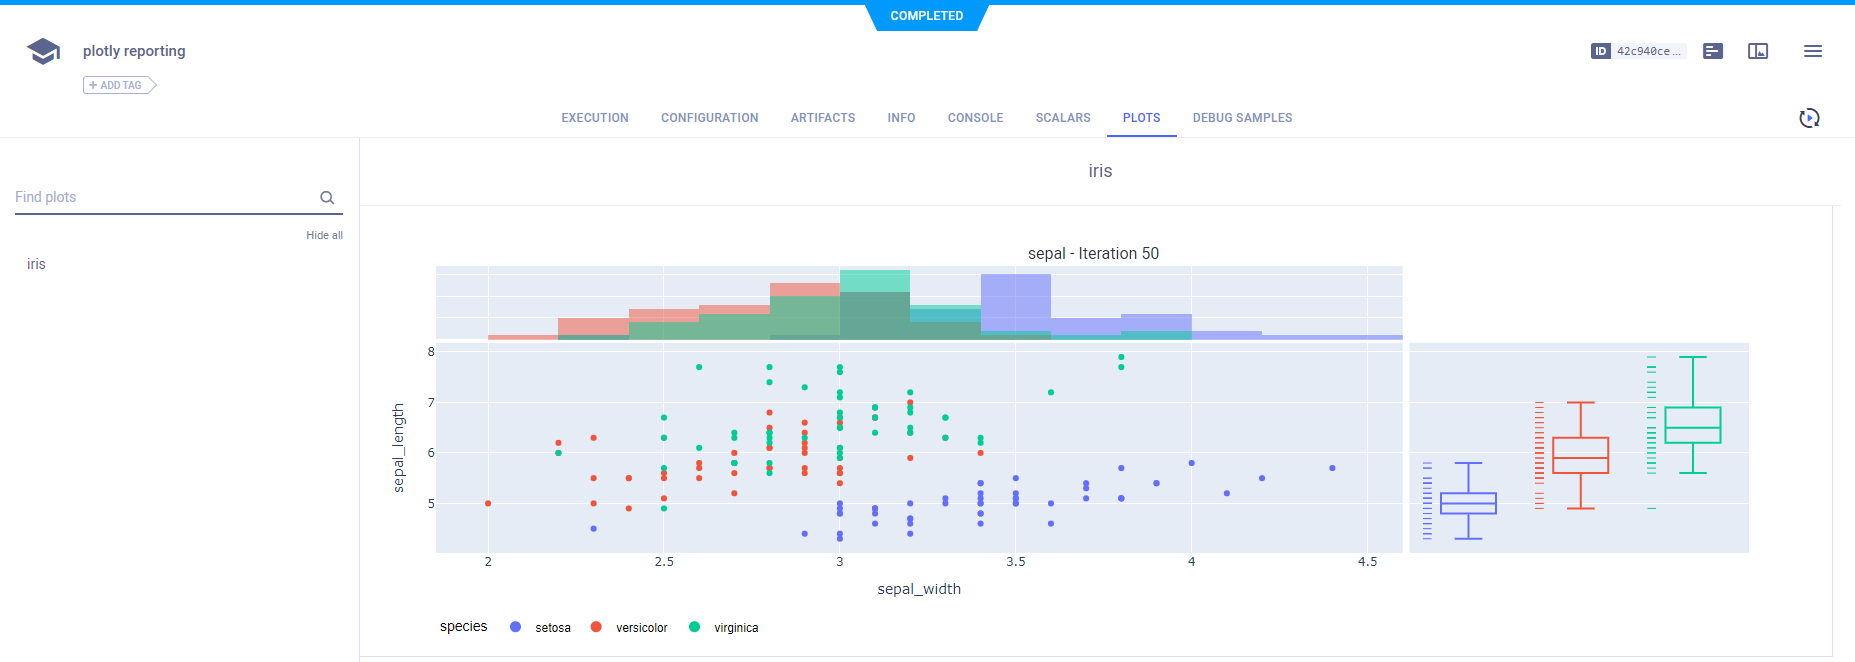 COMPLETED
plotly reporting
ID 42c940ce...
+ ADD TAG
EXECUTION CONFIGURATION ARTIFACTS INFO CONSOLE SCALARS PLOTS DEBUG SAMPLES
iris
Find plots
Hide all
iris
sepal - Iteration 50
8
7
6
5
sepal_length
2 2.5 3 3.5 4 4.5
sepal_width
species setosa versicolor virginica